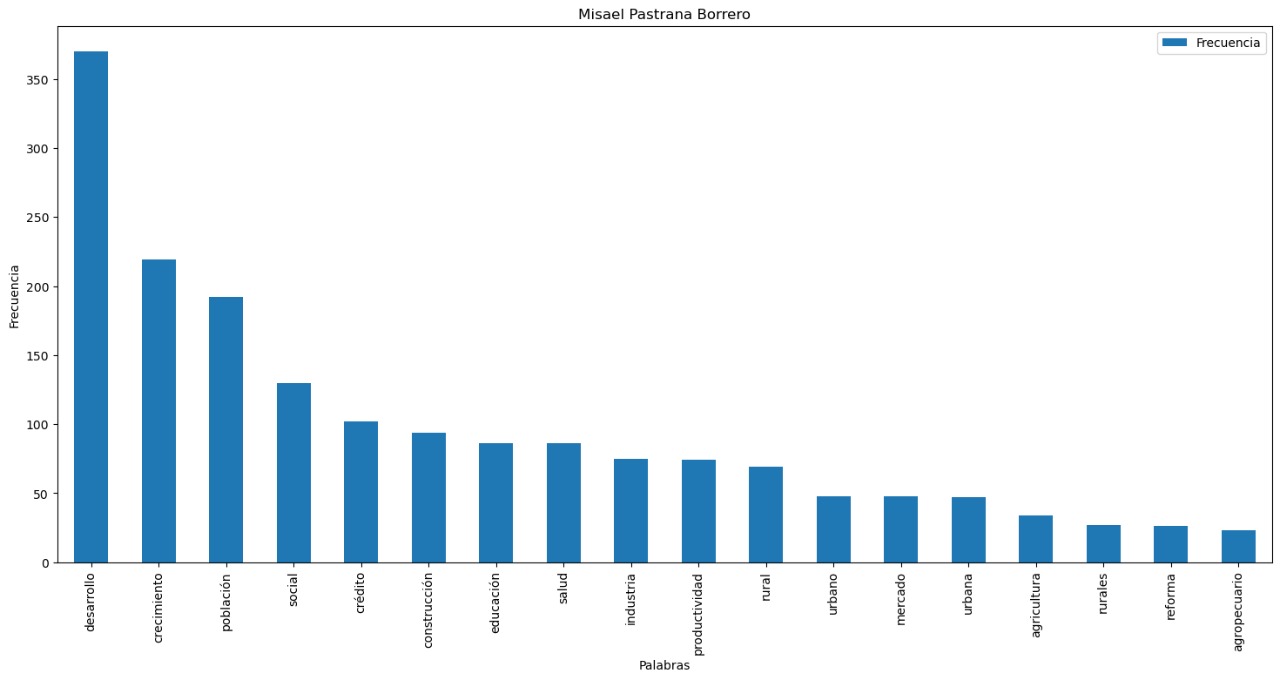 Misael Pastrana Borrero
Frecuencia
Frecuencia
350
300
250
200
150
100
50
0
desarrollo
crecimiento
población
social
crédito
construcción
educación
salud
industria
productividad
rural
urbano
mercado
urbana
agricultura
rurales
reforma
agropecuario
Palabras